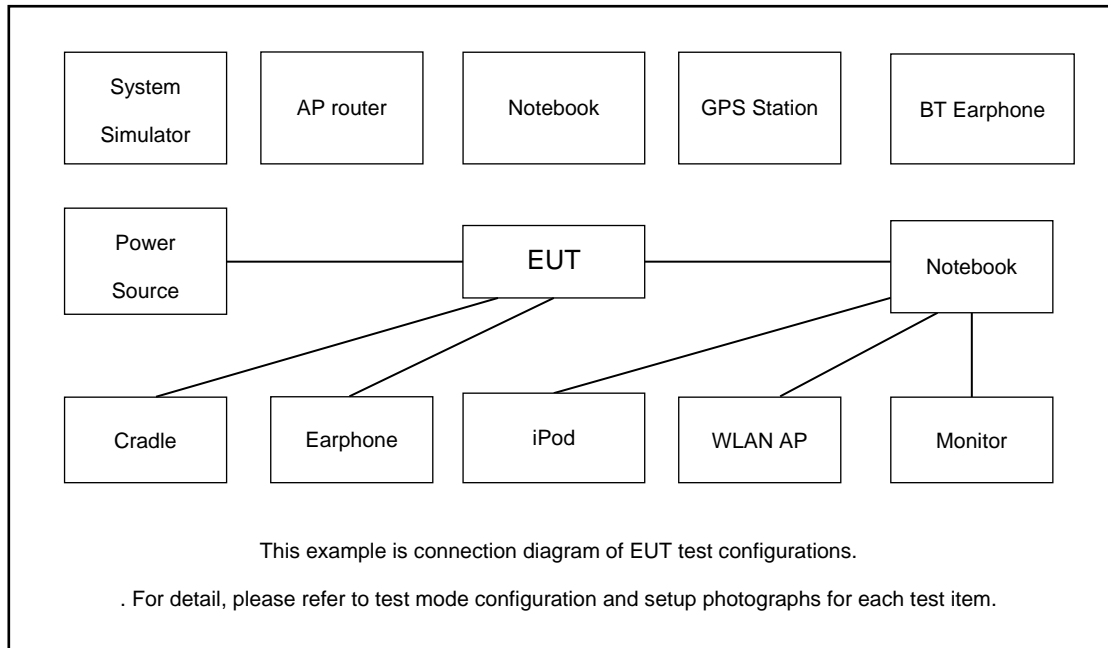 System
Simulator
AP router
Notebook
GPS Station
BT Earphone
Power
Source
EUT
Notebook
Cradle
Earphone
iPod
WLAN AP
Monitor
This example is connection diagram of EUT test configurations.
. For detail, please refer to test mode configuration and setup photographs for each test item.